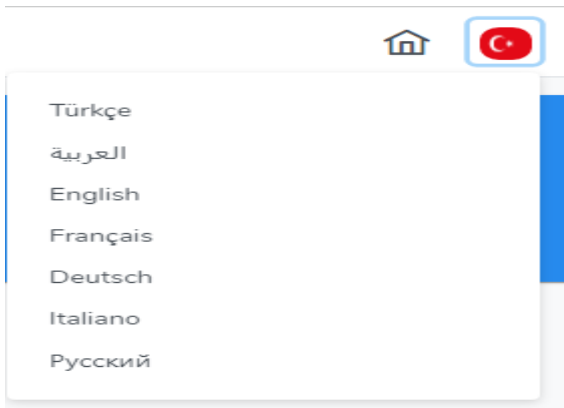 Türkçe
العربية
English
Français
Deutsch
Italiano
Русский